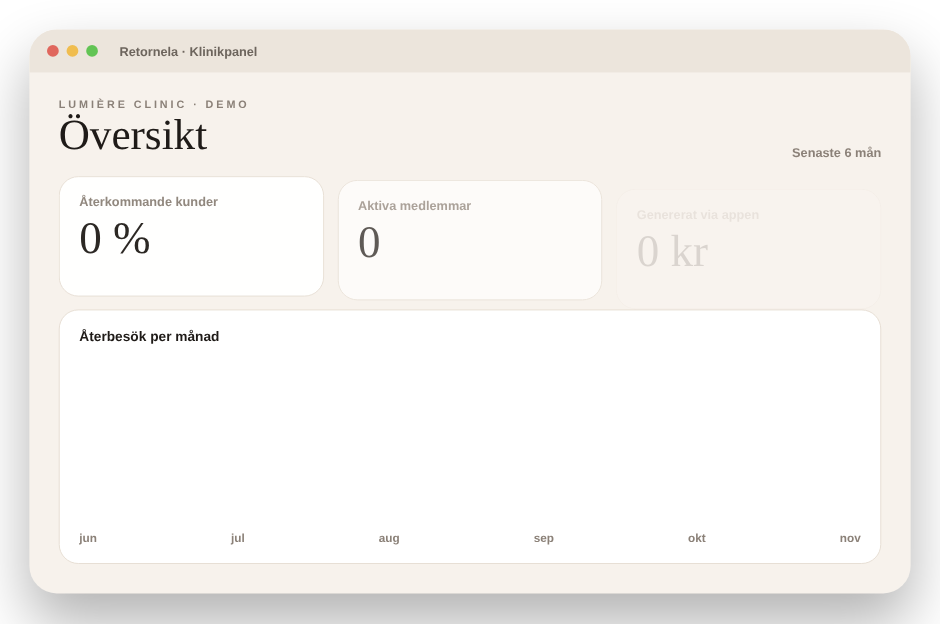 Retornela · Klinikpanel
LUMIÈRE CLINIC · DEMO
Översikt
Senaste 6 mån
Återkommande kunder
0 %
Aktiva medlemmar
0
Genererat via appen
0 kr
Återbesök per månad
jun jul aug sep okt nov